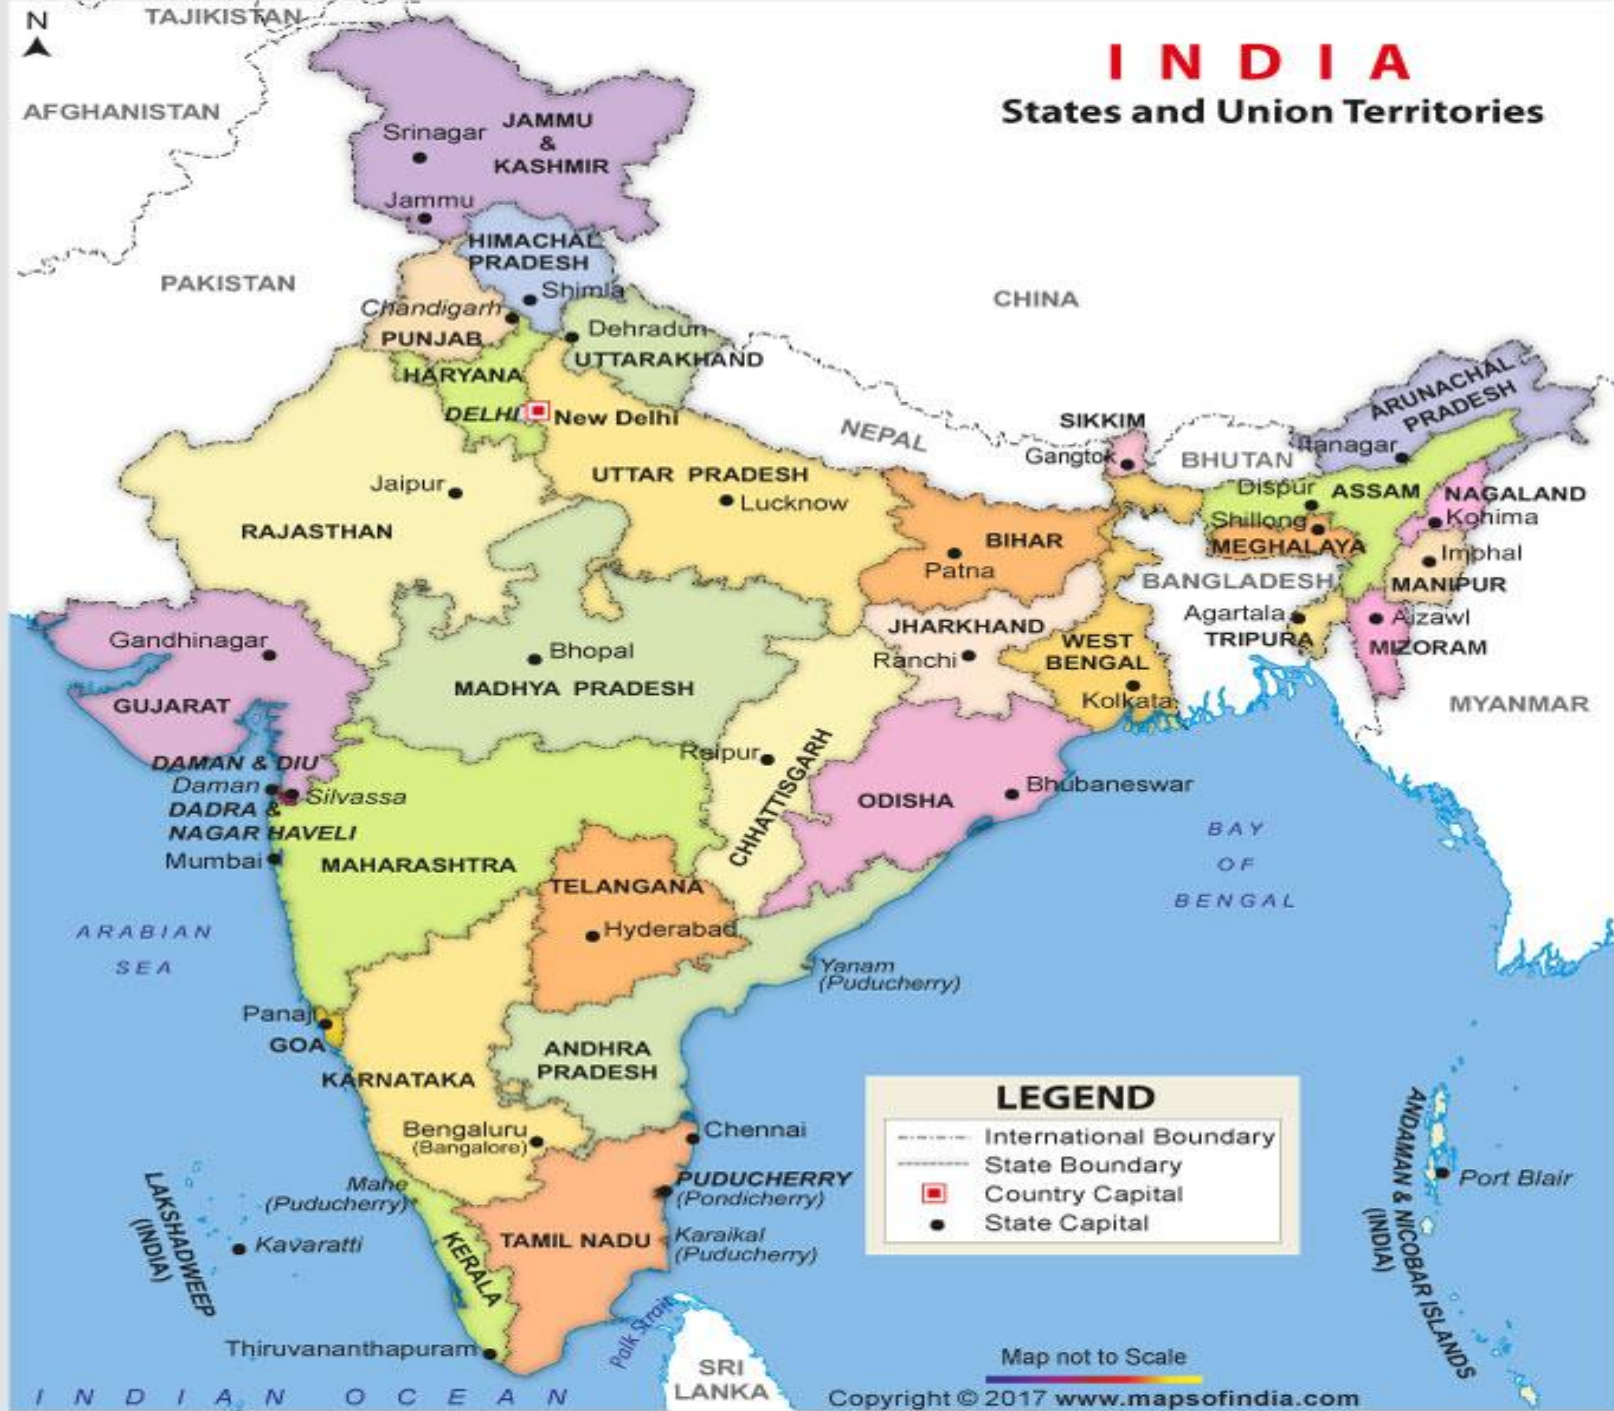 N
TAJIKISTAN
INDIA
States and Union Territories
AFGHANISTAN
Srinagar
JAMMU
&
KASHMIR
Jammu
HIMACHAL
PRADESH
PAKISTAN
Shimla
CHINA
Chandigarh
PUNJAB
Dehradun
UTTARAKHAND
HARYANA
DELHI
New Delhi
ARUNACHAL
PRADESH
NEPAL
SIKKIM
Gangtok
BHUTAN
Itanagar
Jaipur
UTTAR PRADESH
Lucknow
Dispur
ASSAM
NAGALAND
Kohima
RAJASTHAN
BIHAR
Patna
Shillong
MEGHALAYA
Imphal
MANIPUR
BANGLADESH
Agartala
TRIPURA
Aizawl
MIZORAM
Gandhinagar
Bhopal
MADHYA PRADESH
JHARKHAND
Ranchi
WEST
BENGAL
Kolkata
MYANMAR
GUJARAT
DAMAN & DIU
Daman
Silvassa
DADRA &
NAGAR HAVELI
Mumbai
MAHARASHTRA
Raipur
CHHATTISGARH
ODISHA
Bhubaneswar
BAY
OF
BENGAL
TELANGANA
Hyderabad
ARABIAN
SEA
Yanam
(Puducherry)
Panaji
GOA
KARNATAKA
ANDHRA
PRADESH
Bengaluru
(Bangalore)
Chennai
LEGEND
International Boundary
State Boundary
Country Capital
State Capital
Mahe
(Puducherry)
PUDUCHERRY
(Pondicherry)
Karaikal
(Puducherry)
LAKSHADWEEP
(INDIA)
Kavaratti
KERALA
TAMIL NADU
ANDAMAN & NICOBAR ISLANDS
(INDIA)
Port Blair
Thiruvananthapuram
Palk Strait
SRI
LANKA
INDIAN OCEAN
Map not to Scale
Copyright © 2017 www.mapsofindia.com